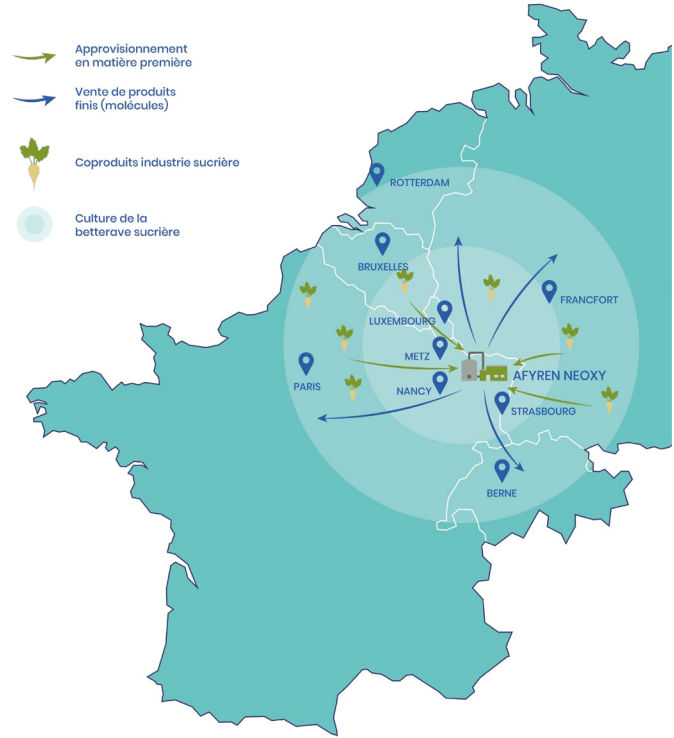 Approvisionnement
en matière première
Vente de produits
finis (molécules)
Coproduits industrie sucrière
Culture de la
betterave sucrière
ROTTERDAM
BRUXELLES
FRANCFORT
LUXEMBOURG
METZ
PARIS
NANCY
AFYREN NEOXY
STRASBOURG
BERNE